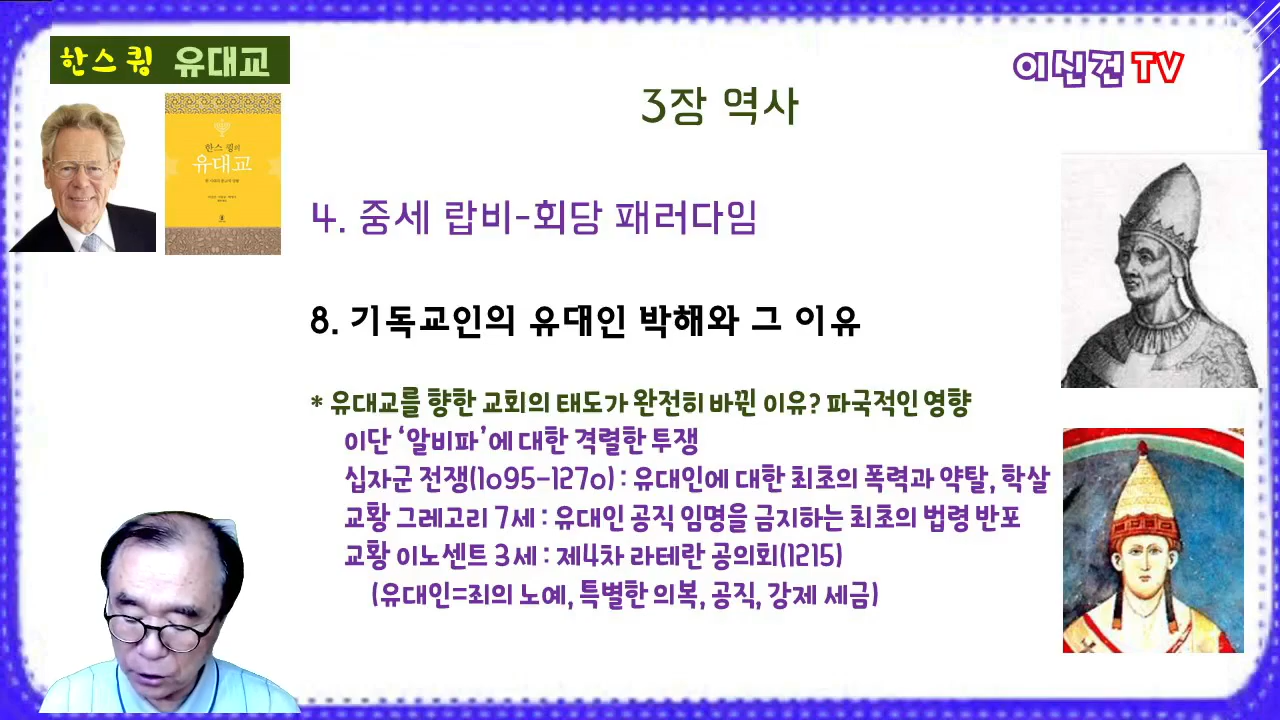 한스 큉 유대교
이신건 TV
한스 큉의
유대교
3장 역사
4. 중세 랍비-회당 패러다임
8. 기독교인의 유대인 박해와 그 이유
* 유대교를 향한 교회의 태도가 완전히 바뀐 이유? 파국적인 영향
이단 ‘알비파’에 대한 격렬한 투쟁
십자군 전쟁(1095-1270) : 유대인에 대한 최초의 폭력과 약탈, 학살
교황 그레고리 7세 : 유대인 공직 임명을 금지하는 최초의 법령 반포
교황 이노센트 3세 : 제4차 라테란 공의회(1215)
(유대인=죄의 노예, 특별한 의복, 공직, 강제 세금)